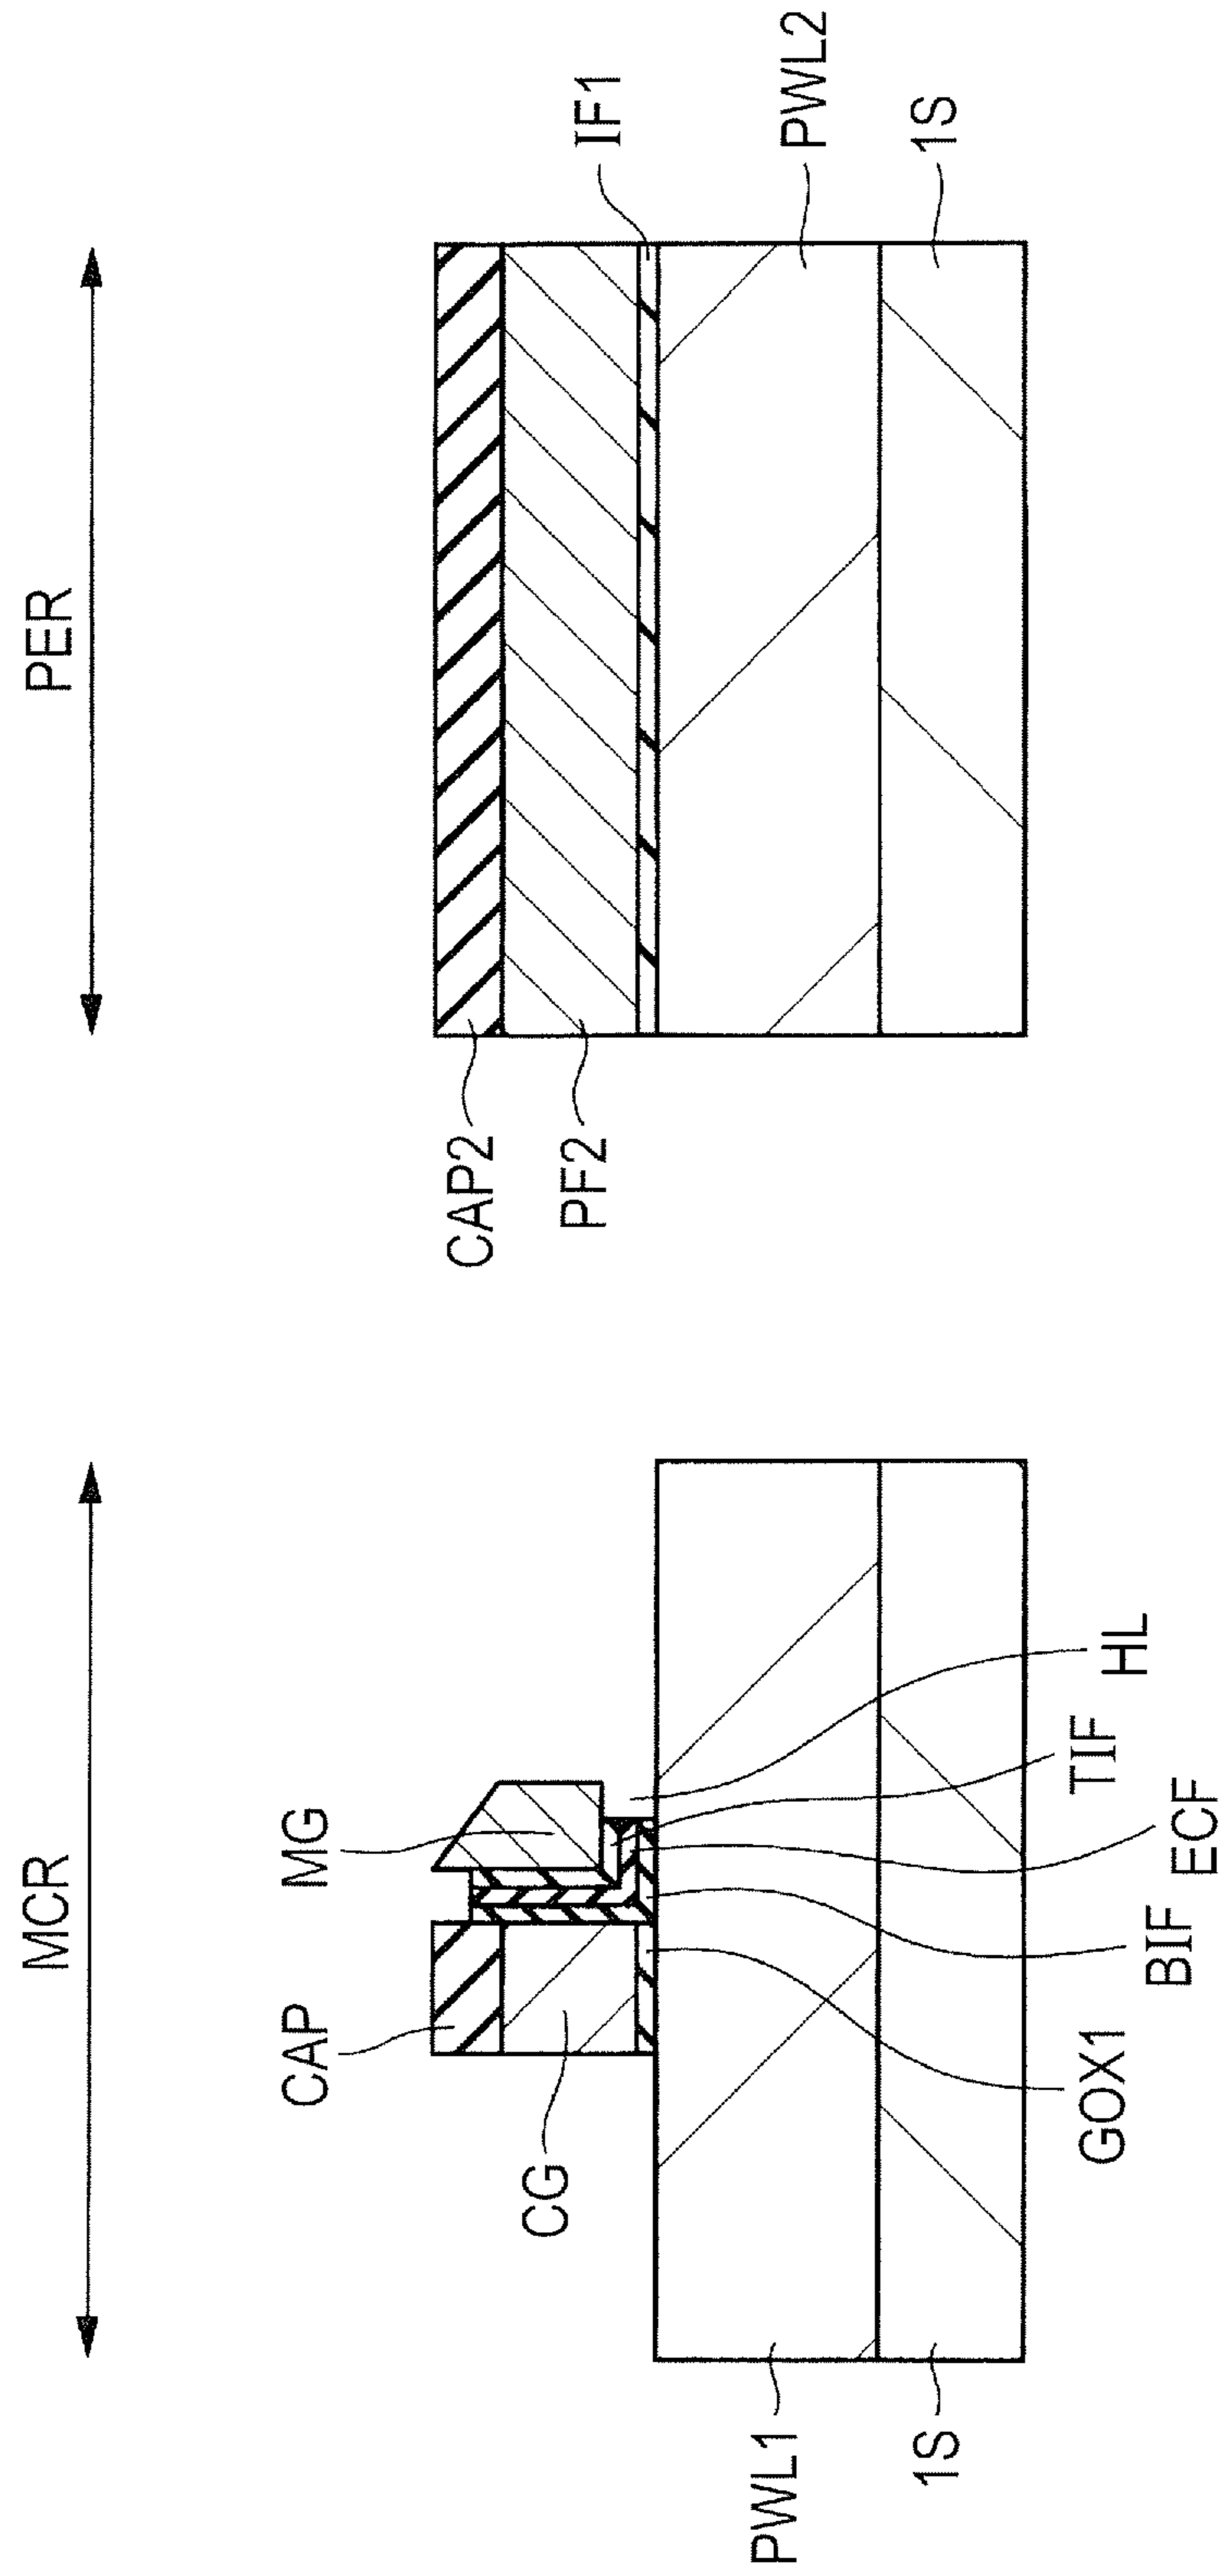 MCR
PER
CAP
MG
CG
CAP2
PF2
IF1
PWL2
1S
PWL1
1S
GOX1
BIF
ECF
TIF
HL